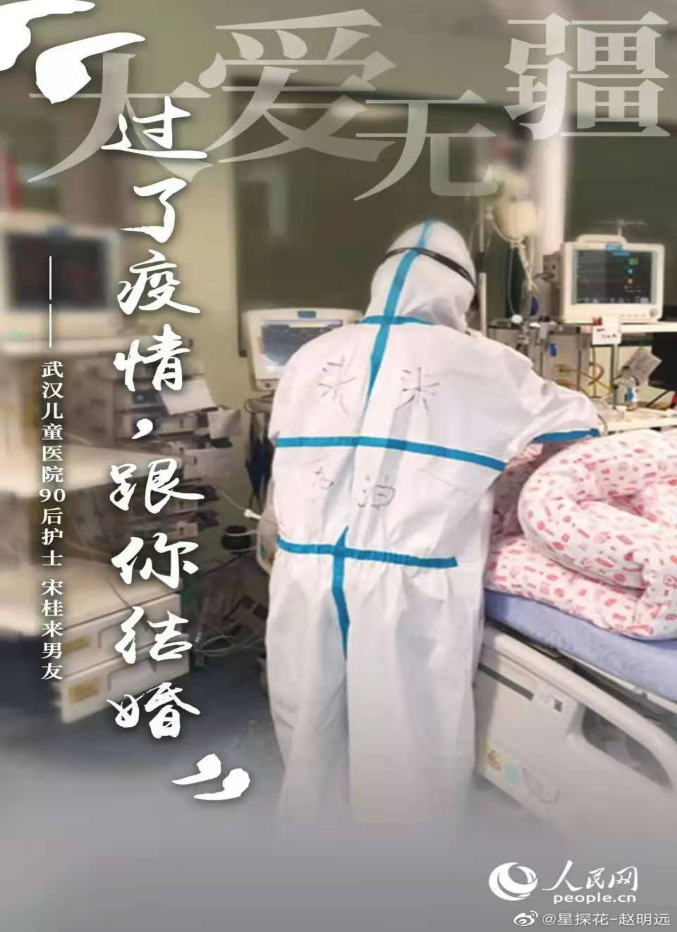 大爱无疆
“过了疫情，跟你结婚”
——武汉儿童医院90后护士 宋桂来男友
加油
人民网
people.cn
@星探花-赵明远